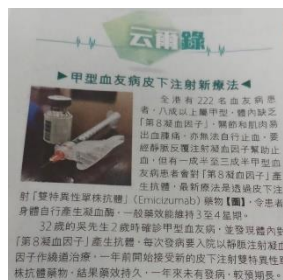 云爾錄
▶甲型血友病皮下注射新療法◀
全港有222名血友病患
者,八成以上屬甲型,體內缺乏
「第8凝血因子」,關節和肌肉易
出血腫痛,亦無法自行止血,要
經靜脈反覆注射凝血因子幫助止
血,但有一成半至三成半甲型血
友病患者會對「第8凝血因子」產
生抗體,最新療法是透過皮下注
射「雙特異性單株抗體」(Emicizumab)藥物【圖】,令患者
身體自行產生凝血酶,一般藥效能維持3至4星期。
32歲的吳先生2歲時確診甲型血友病,並發現體內對
「第8凝血因子」產生抗體,每次發病要入院以靜脈注射凝血
因子作繞道治療,一年前開始接受新的皮下注射雙特異性單
株抗體藥物,結果藥效持久,一年來未有發病,較預期長。